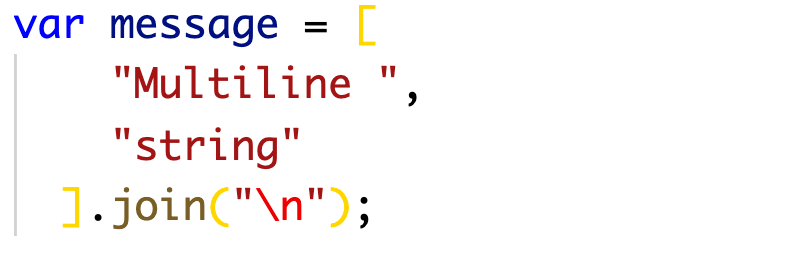 var message = [
    "Multiline ",
    "string"
  ].join("\n");